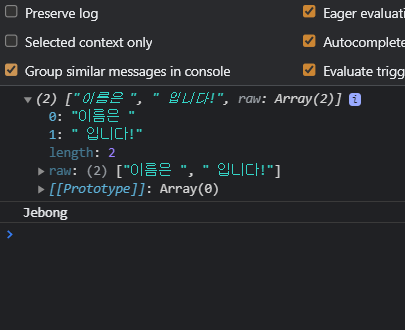 Preserve log
Eager evaluati
Selected context only
Autocomplete
Group similar messages in console
Evaluate trigg
(2) ["이름은 ", " 입니다!", raw: Array(2)] i
0: "이름은 "
1: " 입니다!"
length: 2
raw: (2) ["이름은 ", " 입니다!"]
[[Prototype]]: Array(0)
Jebong